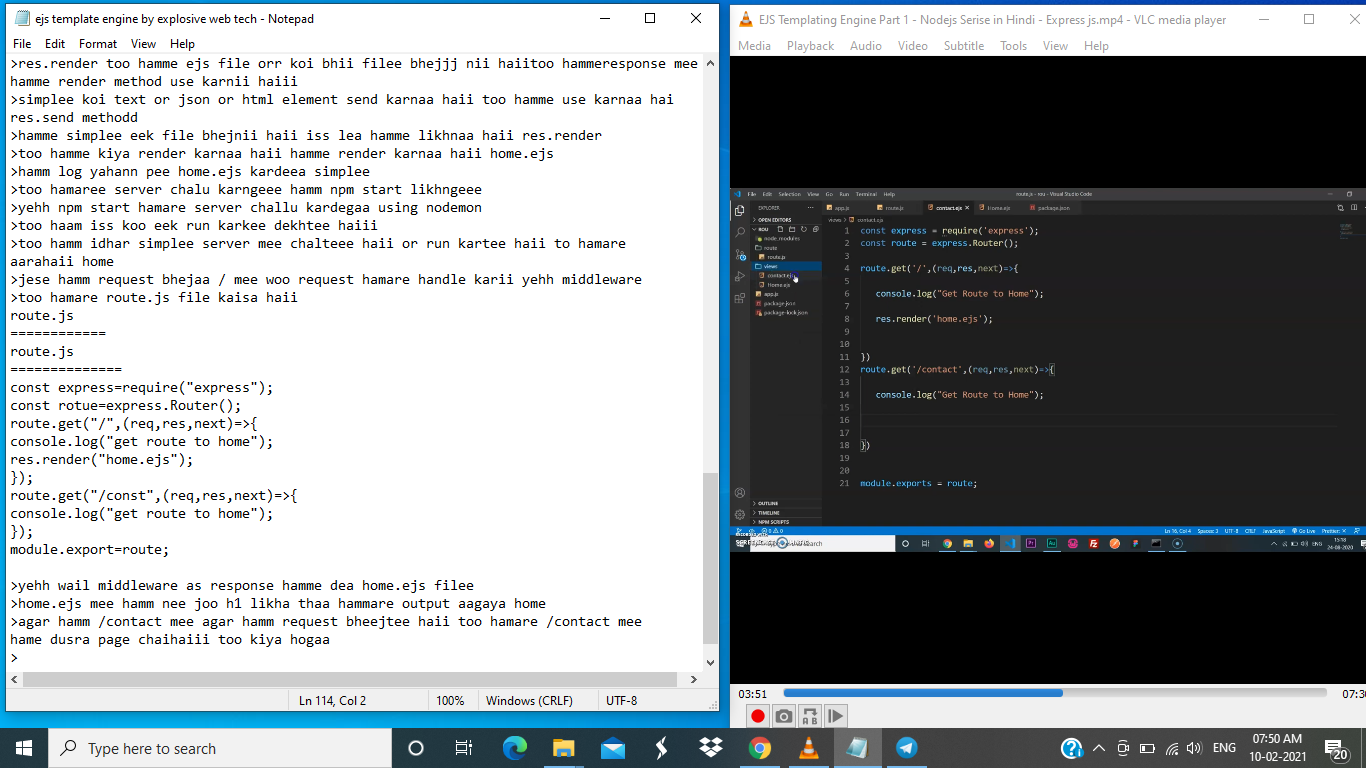 ejs template engine by explosive web tech - Notepad
File Edit Format View Help
>res.render too hamme ejs file orr koi bhii filee bhejjj nii haiitoo hammeresponse mee
hamme render method use karnii haiii
>simplee koi text or json or html element send karnaa haii too hamme use karnaa hai
res.send methodd
>hamme simplee eek file bhejnii haii iss lea hamme likhnaa haii res.render
>too hamme kiya render karnaa haii hamme render karnaa haii home.ejs
>hamm log yahann pee home.ejs kardeea simplee
>too hamaree server chalu karngeee hamm npm start likhngeee
>yehh npm start hamare server challu kardegaa using nodemon
>too haam iss koo eek run karkee dekhtee haiii
>too hamm idhar simplee server mee chalteee haii or run kartee haii to hamare
aarahaii home
>jese hamm request bhejaa / mee woo request hamare handle karii yehh middleware
>too hamare route.js file kaisa haii
route.js
============
route.js
==============
const express=require("express");
const rotue=express.Router();
route.get("/",(req,res,next)=>{
console.log("get route to home");
res.render("home.ejs");
});
route.get("/const",(req,res,next)=>{
console.log("get route to home");
});
module.export=route;
>yehh wail middleware as response hamme dea home.ejs filee
>home.ejs mee hamm nee joo h1 likha thaa hammare output aagaya home
>agar hamm /contact mee agar hamm request bheejtee haii too hamare /contact mee
hame dusra page chaihaiii too kiya hogaa
>
Ln 114, Col 2 100% Windows (CRLF) UTF-8
EJS Templating Engine Part 1 - Nodejs Serise in Hindi - Express js.mp4 - VLC media player
Media Playback Audio Video Subtitle Tools View Help
File Edit Selection View Go Run Terminal Help route.js - rou - Visual Studio Code
EXPLORER
app.js route.js contact.ejs Home.ejs package.json
OPEN EDITORS
views > contact.ejs
ROU
node_modules
route
route.js
views
contact.ejs
Home.ejs
app.js
package.json
package-lock.json
OUTLINE
TIMELINE
NPM SCRIPTS
1 const express = require('express');
2 const route = express.Router();
3
4 route.get('/',(req,res,next)=>{
5
6 console.log("Get Route to Home");
7
8 res.render('home.ejs');
9
10
11 })
12 route.get('/contact',(req,res,next)=>{
13
14 console.log("Get Route to Home");
15
16
17
18 })
19
20
21 module.exports = route;
Ln 16, Col 4 Spaces: 3 UTF-8 CRLF JavaScript Go Live Prettier: ×
15:18
ENG
24-08-2020
03:51
07:3
Type here to search
ENG
07:50 AM
10-02-2021
20